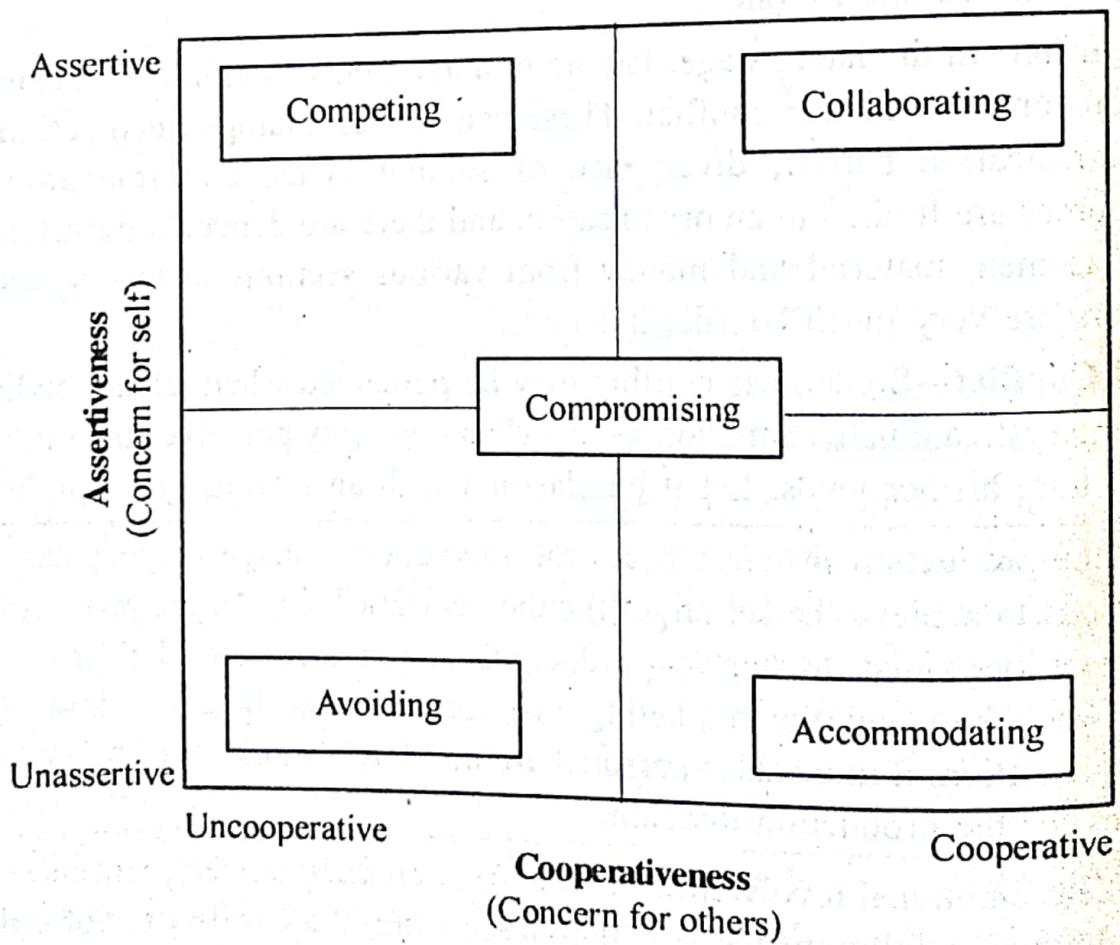 Assertive
Competing
Collaborating
Assertiveness
(Concern for self)
Compromising
Avoiding
Accommodating
Unassertive
Uncooperative
Cooperative
Cooperativeness
(Concern for others)